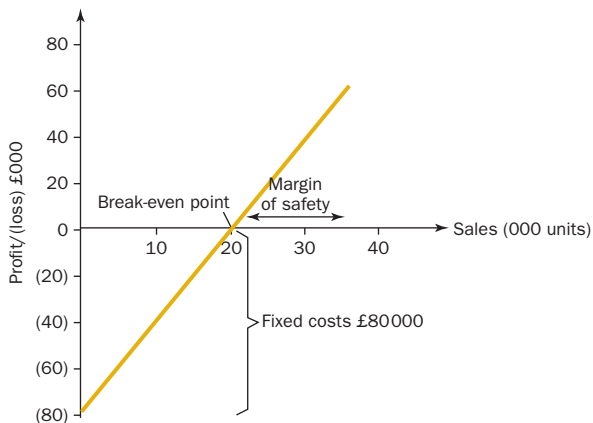 80
60
40
20
0
(20)
(40)
(60)
(80)
Profit/(loss) £000
Break-even point
Margin
of safety
10
20
30
40
Sales (000 units)
Fixed costs £80000